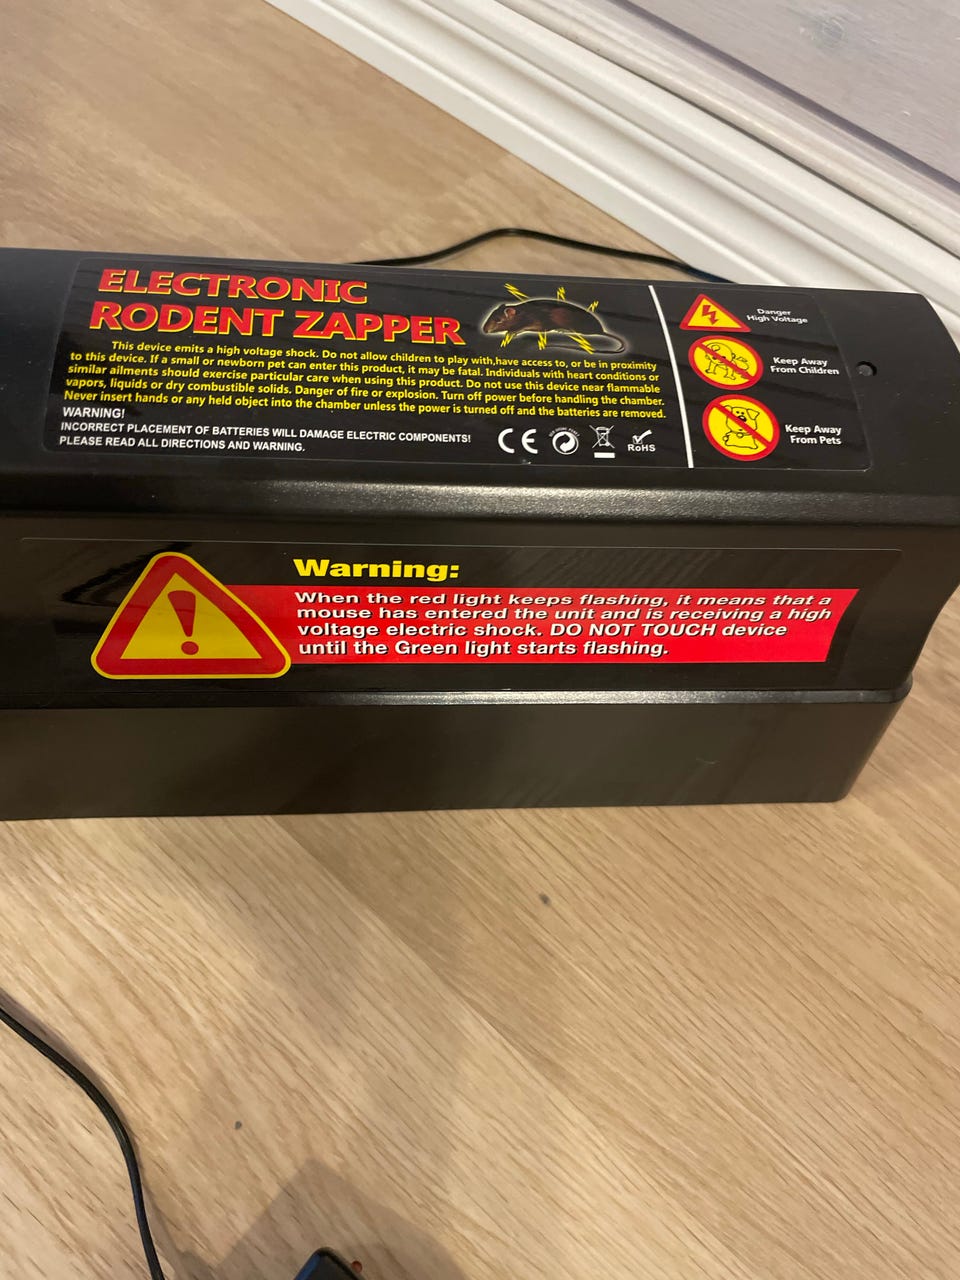 ELECTRONIC
RODENT ZAPPER
This device emits a high voltage shock. Do not allow children to play with,have access to, or be in proximity
to this device. If a small or newborn pet can enter this product, it may be fatal. Individuals with heart conditions or
similar ailments should exercise particular care when using this product. Do not use this device near flammable
vapors, liquids or dry combustible solids. Danger of fire or explosion. Turn off power before handling the chamber.
Never insert hands or any held object into the chamber unless the power is turned off and the batteries are removed.
WARNING!
INCORRECT PLACEMENT OF BATTERIES WILL DAMAGE ELECTRIC COMPONENTS!
PLEASE READ ALL DIRECTIONS AND WARNING.
CE
RoHS
Danger
High Voltage
Keep Away
From Children
Keep Away
From Pets
Warning:
When the red light keeps flashing, it means that a
mouse has entered the unit and is receiving a high
voltage electric shock. DO NOT TOUCH device
until the Green light starts flashing.